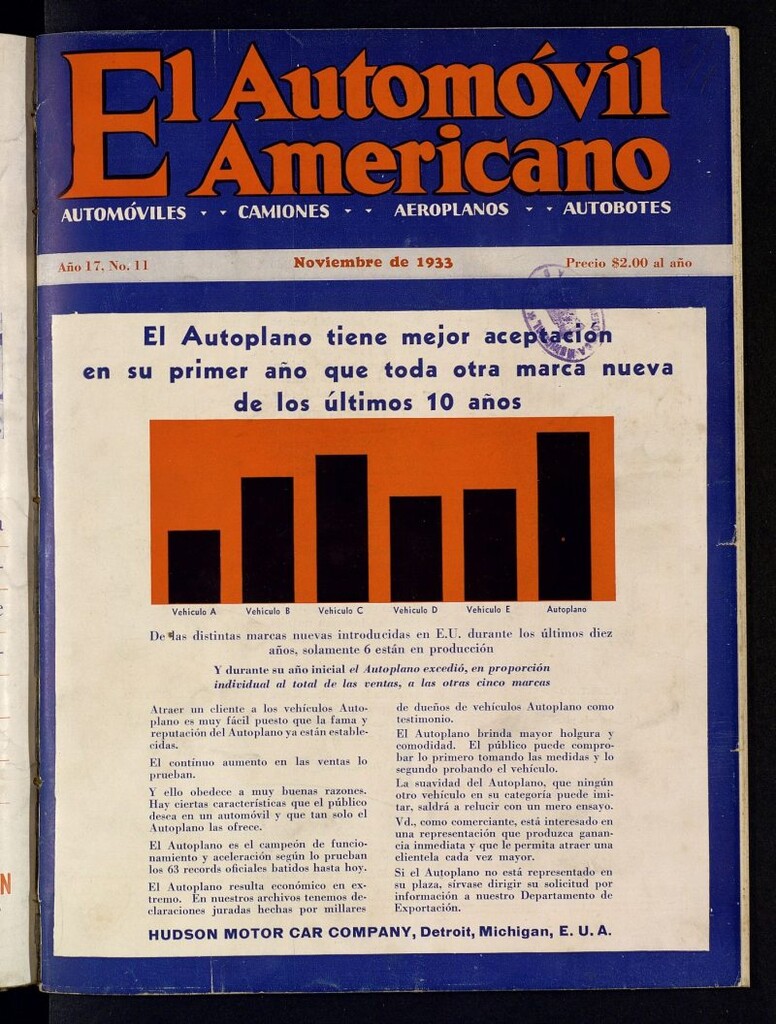 El Automóvil
Americano
AUTOMÓVILES - - CAMIONES - - AEROPLANOS - - AUTOBOTES
Año 17, No. 11
Noviembre de 1933
Precio $2.00 al año
El Autoplano tiene mejor aceptación
en su primer año que toda otra marca nueva
de los últimos 10 años
Vehiculo A
Vehiculo B
Vehiculo C
Vehiculo D
Vehiculo E
Autoplano
De las distintas marcas nuevas introducidas en E.U. durante los últimos diez
años, solamente 6 están en producción
Y durante su año inicial el Autoplano excedió, en proporción
individual al total de las ventas, a las otras cinco marcas
Atraer un cliente a los vehículos Auto-
plano es muy fácil puesto que la fama y
reputación del Autoplano ya están estable-
cidas.
El contínuo aumento en las ventas lo
prueban.
Y ello obedece a muy buenas razones.
Hay ciertas características que el público
desea en un automóvil y que tan solo el
Autoplano las ofrece.
El Autoplano es el campeón de funcio-
namiento y aceleración según lo prueban
los 63 records oficiales batidos hasta hoy.
El Autoplano resulta económico en ex-
tremo. En nuestros archivos tenemos de-
claraciones juradas hechas por millares
de dueños de vehículos Autoplano como
testimonio.
El Autoplano brinda mayor holgura y
comodidad. El público puede compro-
bar lo primero tomando las medidas y lo
segundo probando el vehículo.
La suavidad del Autoplano, que ningún
otro vehículo en su categoría puede imi-
tar, saldrá a relucir con un mero ensayo.
Vd., como comerciante, está interesado en
una representación que produzca ganan-
cia inmediata y que le permita atraer una
clientela cada vez mayor.
Si el Autoplano no está representado en
su plaza, sírvase dirigir su solicitud por
información a nuestro Departamento de
Exportación.
HUDSON MOTOR CAR COMPANY, Detroit, Michigan, E. U. A.
N